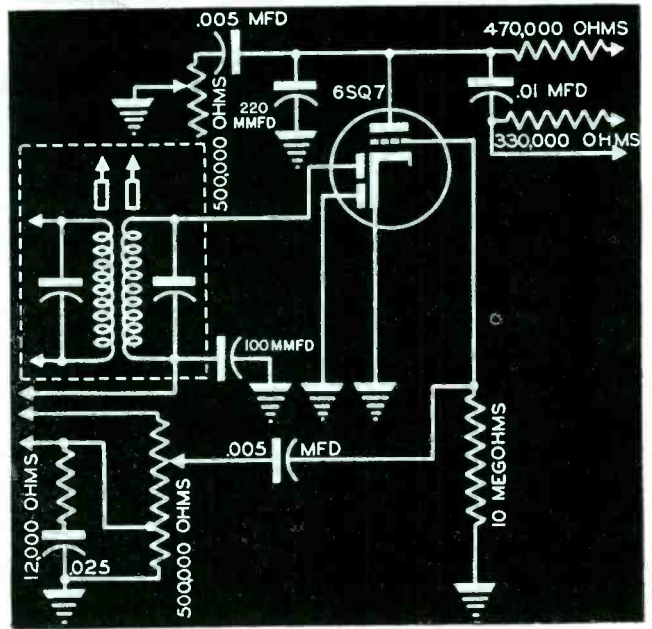 .005 MFD
470,000 OHMS
220
MMFD
6SQ7
.01 MFD
500,000 OHMS
330,000 OHMS
100 MMFD
.005 MFD
10 MEGOHMS
12,000 OHMS
.025
500,000 OHMS